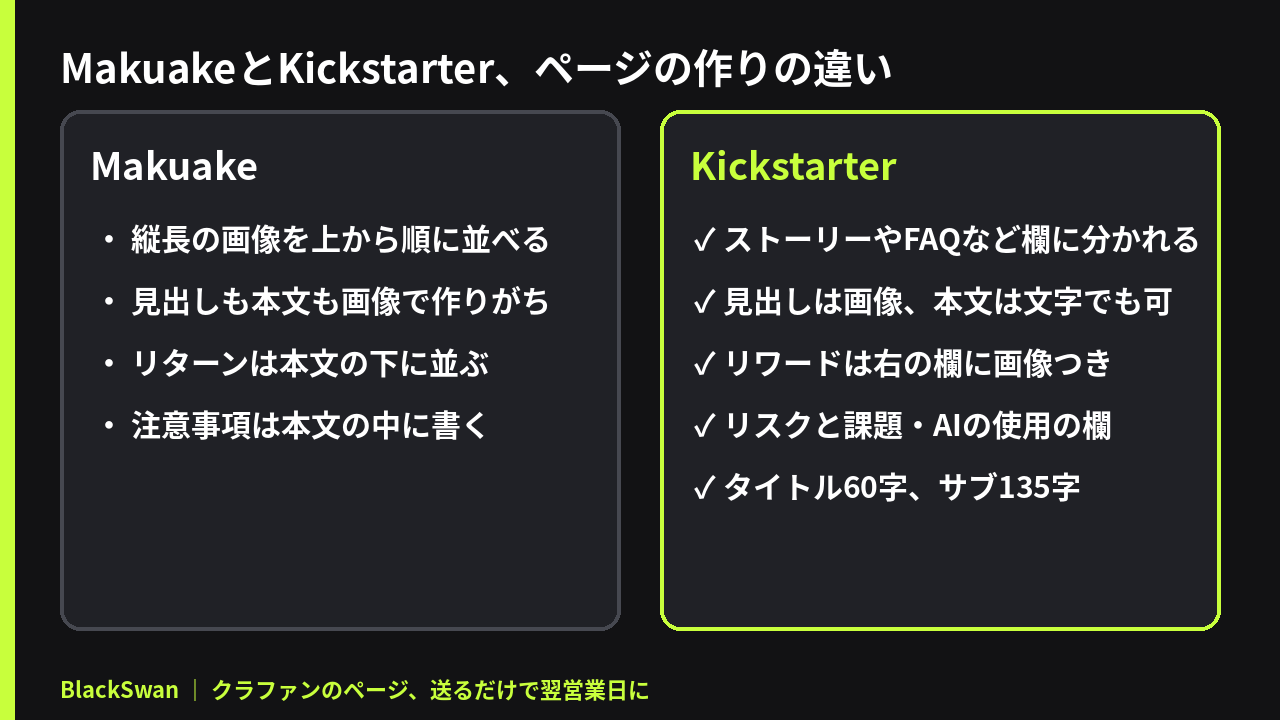 MakuakeとKickstarter、ページの作りの違い
Makuake
・ 縦長の画像を上から順に並べる
・ 見出しも本文も画像で作りがち
・ リターンは本文の下に並ぶ
・ 注意事項は本文の中に書く
Kickstarter
✓ ストーリーやFAQなど欄に分かれる
✓ 見出しは画像、本文は文字でも可
✓ リワードは右の欄に画像つき
✓ リスクと課題・AIの使用の欄
✓ タイトル60字、サブ135字
BlackSwan｜クラファンのページ、送るだけで翌営業日に